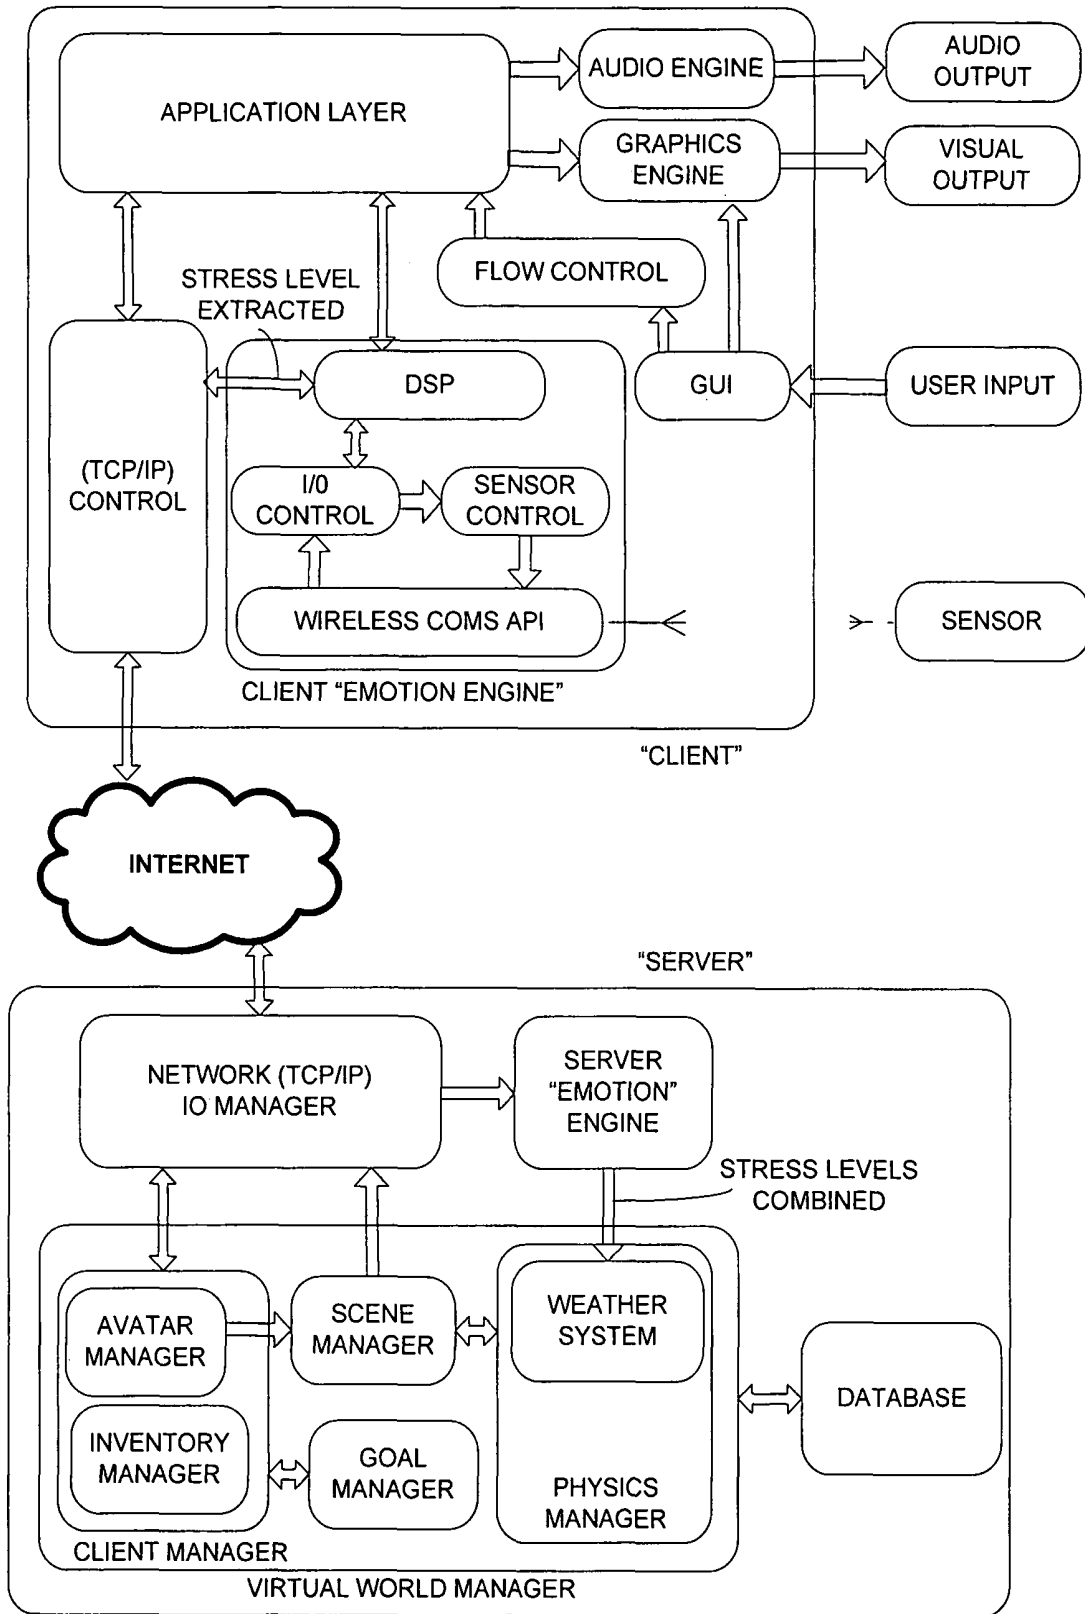 APPLICATION LAYER
AUDIO ENGINE
AUDIO
OUTPUT
GRAPHICS
ENGINE
VISUAL
OUTPUT
FLOW CONTROL
STRESS LEVEL
EXTRACTED
DSP
GUI
USER INPUT
(TCP/IP)
CONTROL
I/0
CONTROL
SENSOR
CONTROL
WIRELESS COMS API
SENSOR
CLIENT "EMOTION ENGINE"
"CLIENT"
INTERNET
"SERVER"
NETWORK (TCP/IP)
IO MANAGER
SERVER
"EMOTION"
ENGINE
STRESS LEVELS
COMBINED
AVATAR
MANAGER
SCENE
MANAGER
WEATHER
SYSTEM
DATABASE
INVENTORY
MANAGER
GOAL
MANAGER
PHYSICS
MANAGER
CLIENT MANAGER
VIRTUAL WORLD MANAGER